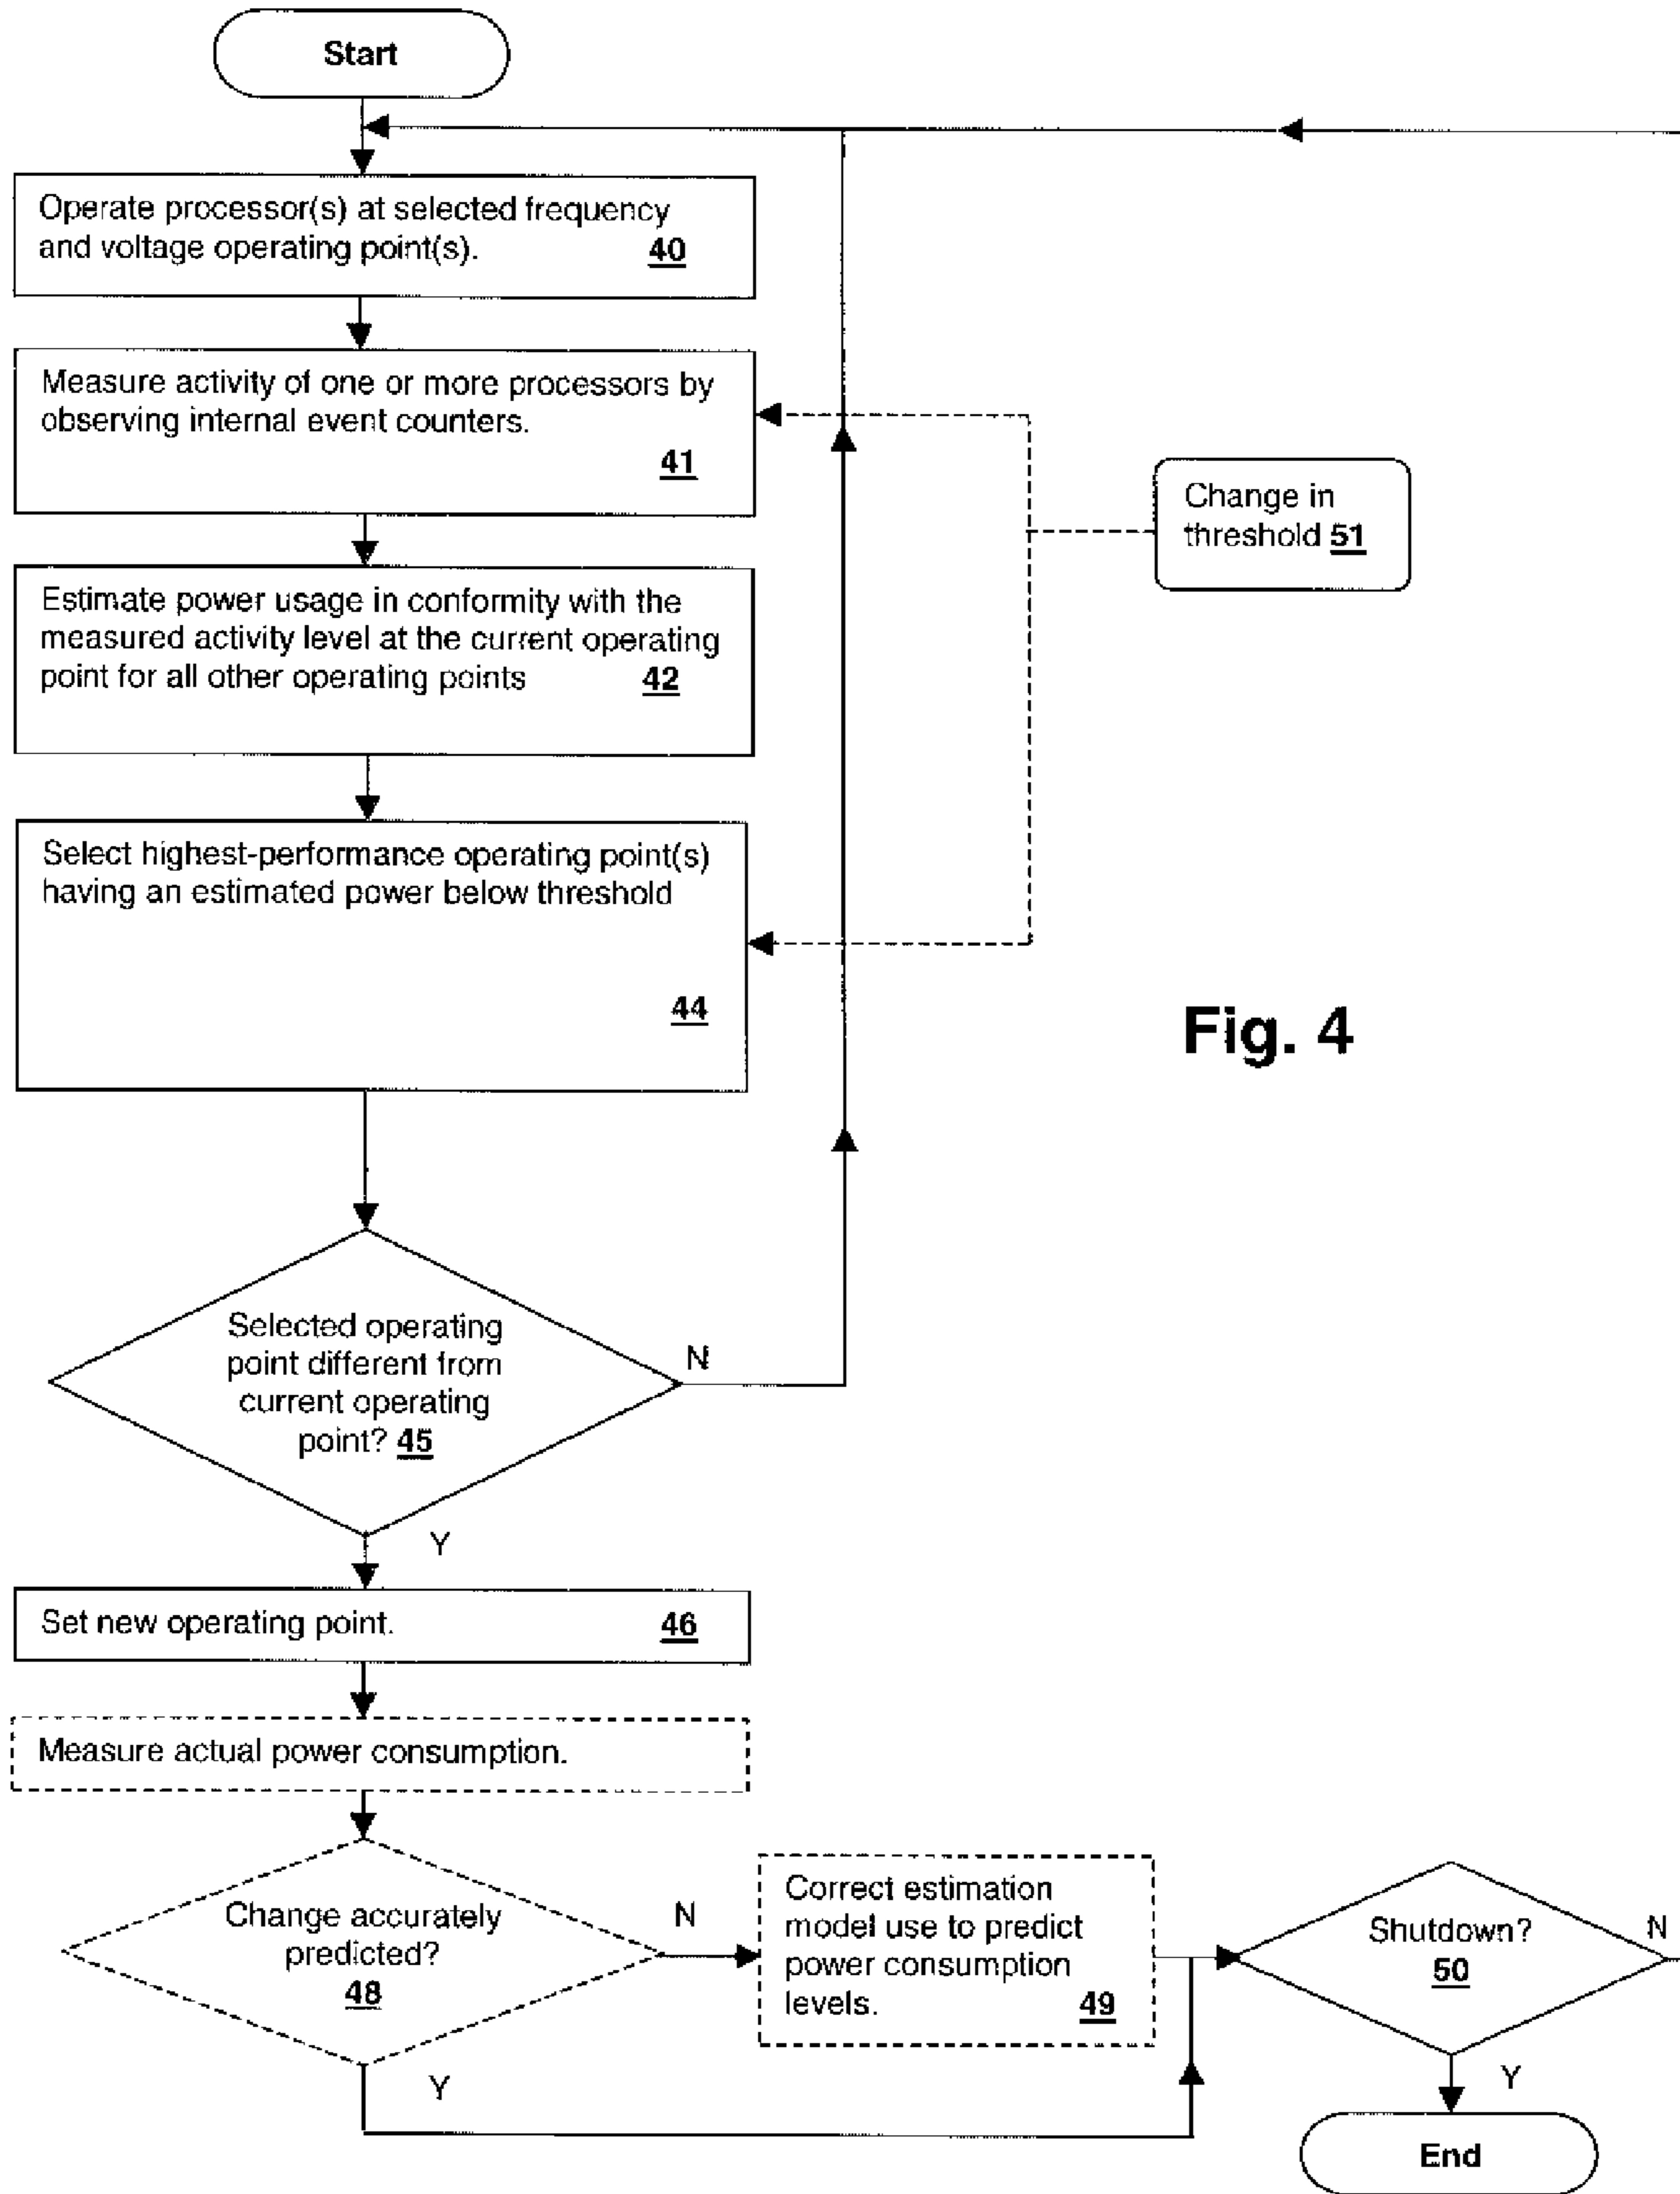 Start
Operate processor(s) at selected frequency
and voltage operating point(s). 40
Measure activity of one or more processors by
observing internal event counters.
41
Change in
threshold 51
Estimate power usage in conformity with the
measured activity level at the current operating
point for all other operating points 42
Select highest-performance operating point(s)
having an estimated power below threshold
44
Fig. 4
Selected operating
point different from
current operating
point? 45
N
Y
Set new operating point. 46
Measure actual power consumption.
Change accurately
predicted?
48
N
Y
Correct estimation
model use to predict
power consumption
levels. 49
Shutdown?
50
N
Y
End